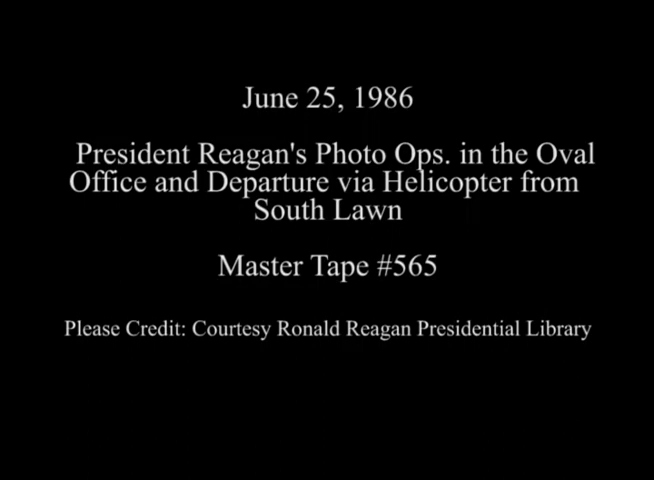 June 25, 1986
President Reagan's Photo Ops. in the Oval
Office and Departure via Helicopter from
South Lawn
Master Tape #565
Please Credit: Courtesy Ronald Reagan Presidential Library